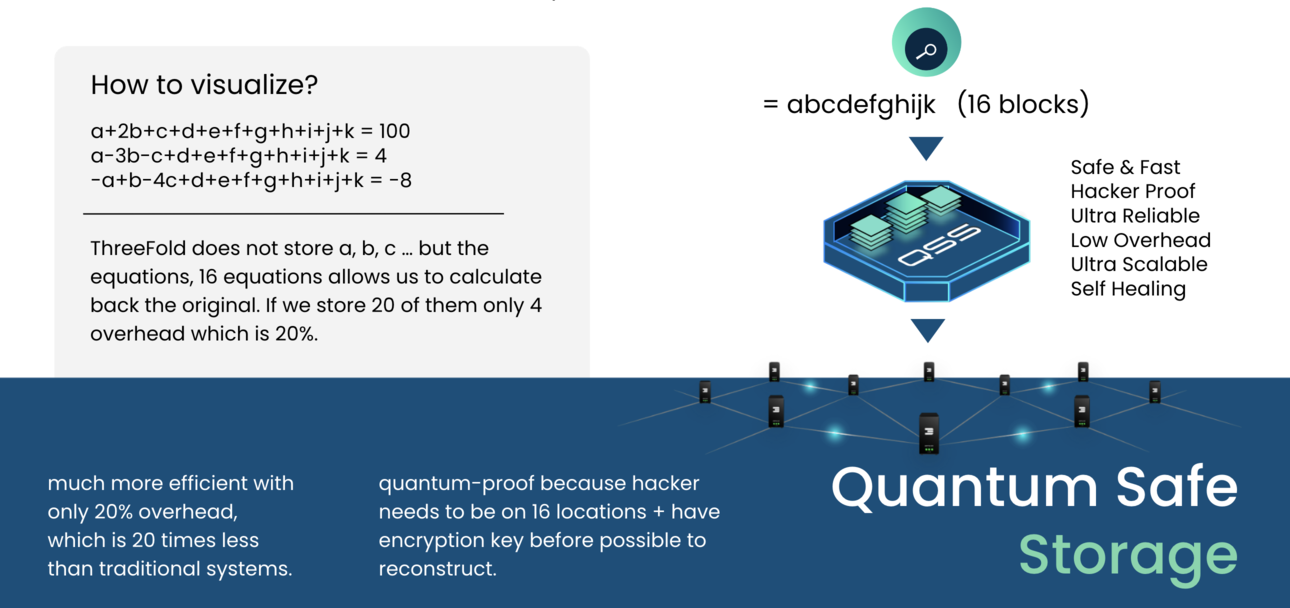 How to visualize?
a+2b+c+d+e+f+g+h+i+j+k = 100
a-3b-c+d+e+f+g+h+i+j+k = 4
-a+b-4c+d+e+f+g+h+i+j+k = -8
ThreeFold does not store a, b, c ... but the
equations, 16 equations allows us to calculate
back the original. If we store 20 of them only 4
overhead which is 20%.
= abcdefghijk (16 blocks)
QSS
Safe & Fast
Hacker Proof
Ultra Reliable
Low Overhead
Ultra Scalable
Self Healing
much more efficient with
only 20% overhead,
which is 20 times less
than traditional systems.
quantum-proof because hacker
needs to be on 16 locations + have
encryption key before possible to
reconstruct.
Quantum Safe
Storage